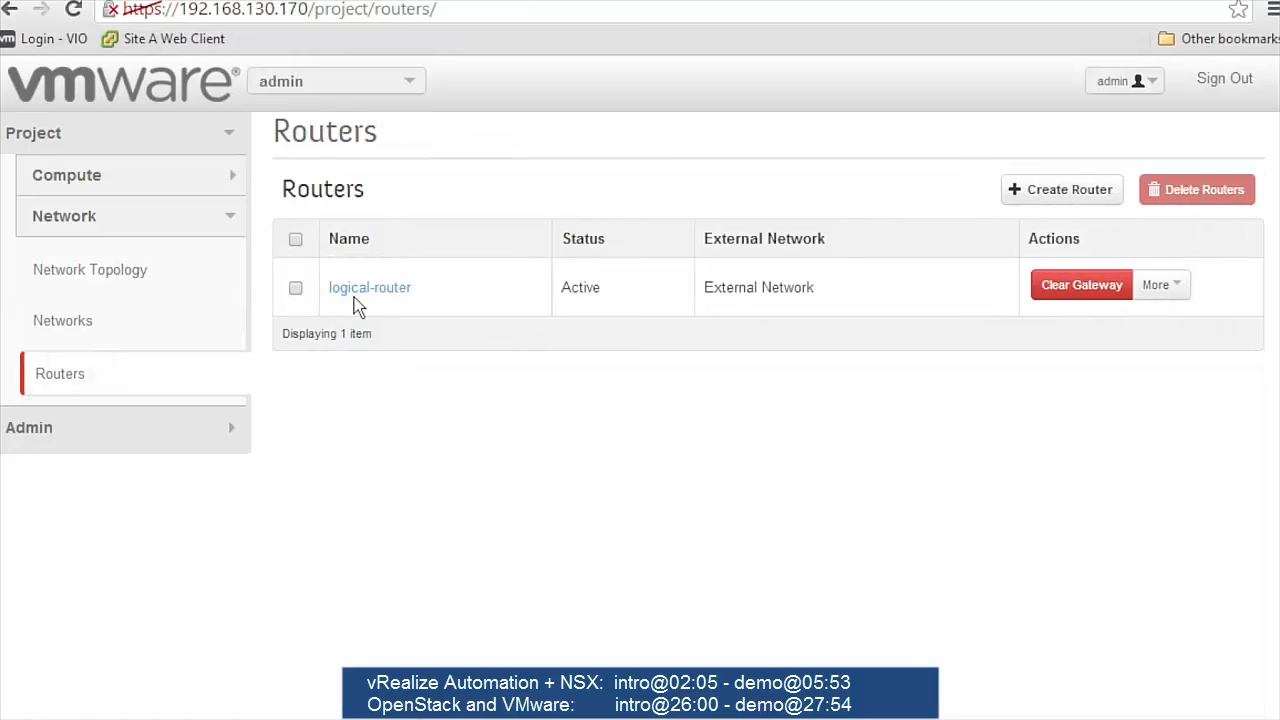 https://192.168.130.170/project/routers/
vm Login - VIO Site A Web Client Other bookmarks
vmware® admin admin Sign Out
Project
Compute
Network
Network Topology
Networks
Routers
Admin
Routers
Routers + Create Router Delete Routers
Name Status External Network Actions
logical-router Active External Network Clear Gateway More
Displaying 1 item
vRealize Automation + NSX: intro@02:05 - demo@05:53
OpenStack and VMware: intro@26:00 - demo@27:54